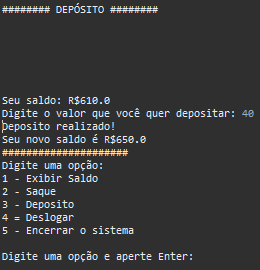 ######## DEPÓSITO ########
Seu saldo: R$610.0
Digite o valor que você quer depositar: 40
Deposito realizado!
Seu novo saldo é R$650.0
#####################
Digite uma opção:
1 - Exibir Saldo
2 - Saque
3 - Deposito
4 = Deslogar
5 - Encerrar o sistema
Digite uma opção e aperte Enter: